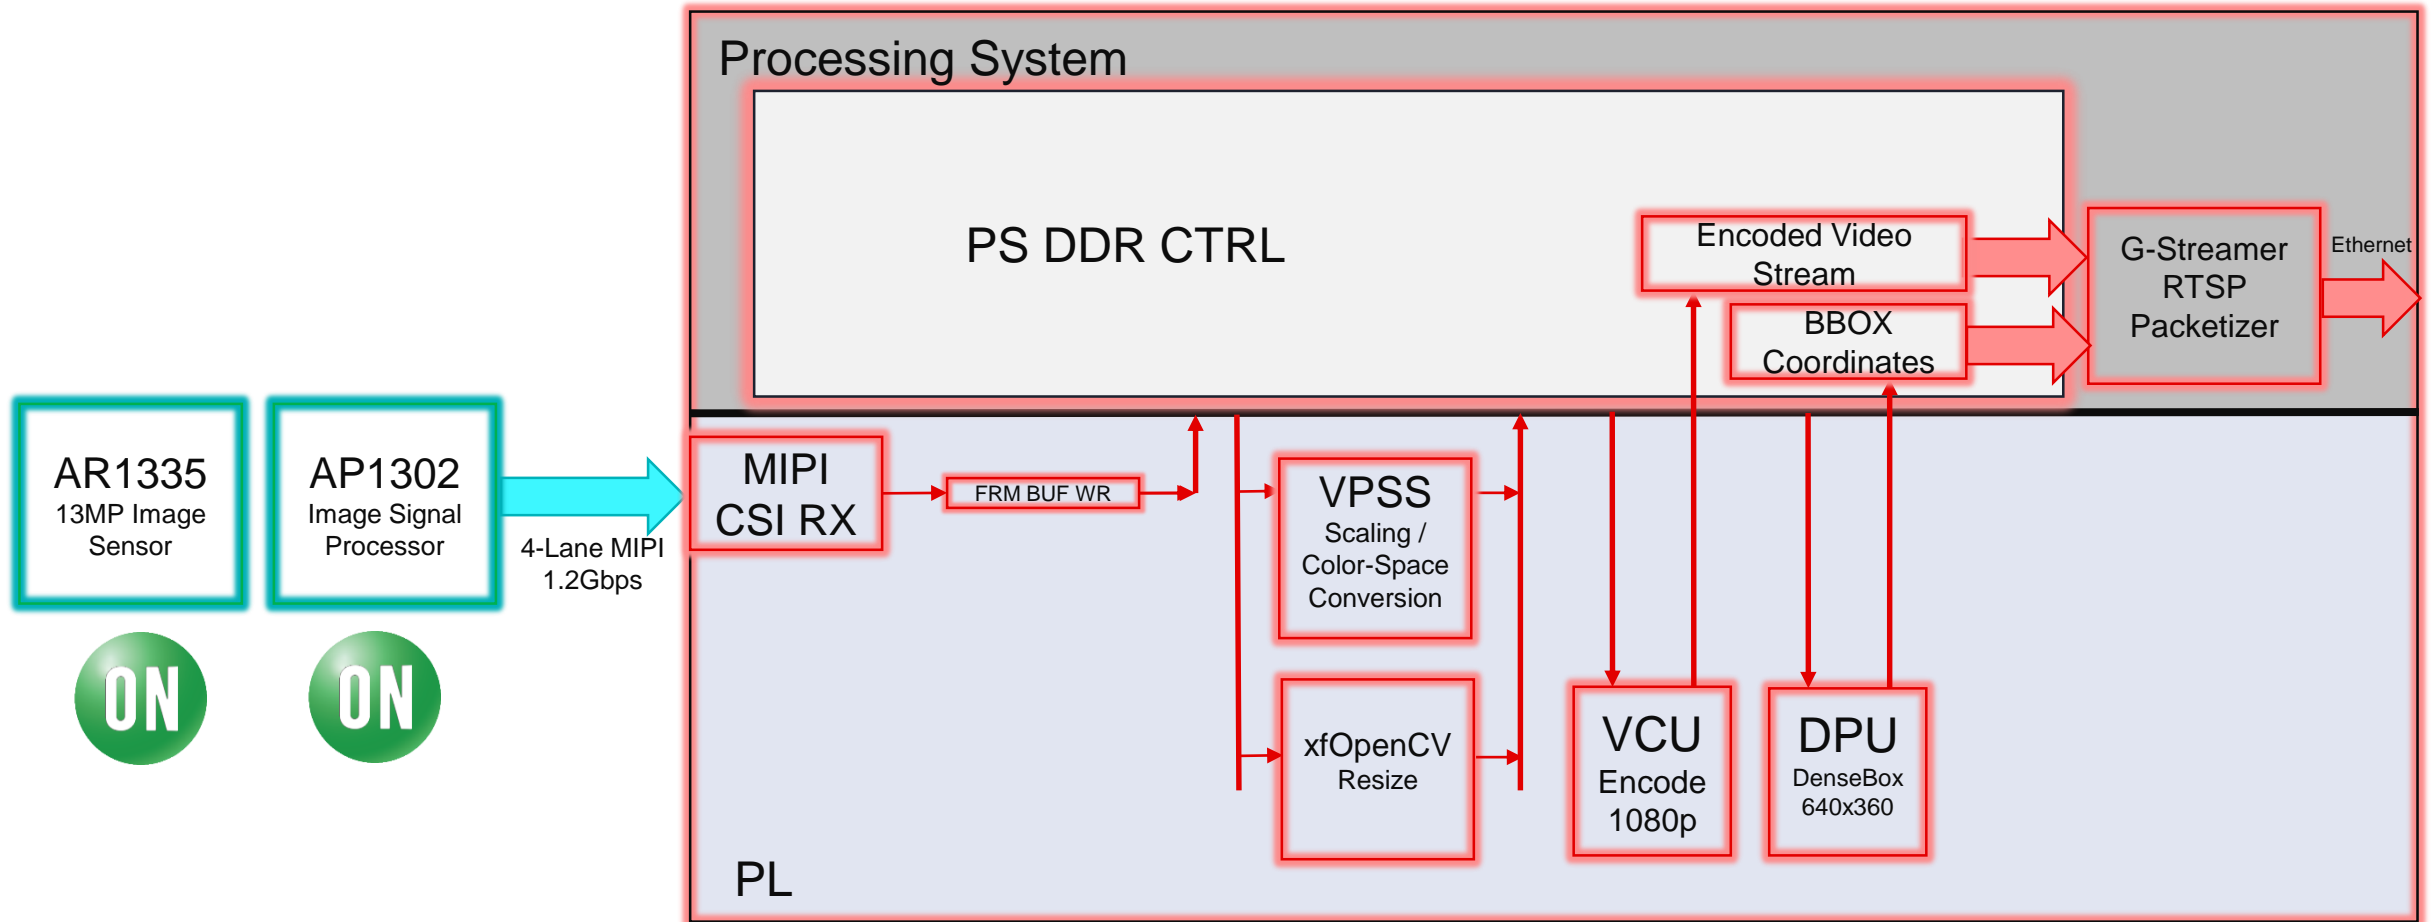 Processing System
PS DDR CTRL
Encoded Video
Stream
BBOX
Coordinates
G-Streamer
RTSP
Packetizer
Ethernet
AR1335
13MP Image
Sensor
AP1302
Image Signal
Processor
4-Lane MIPI
1.2Gbps
ON
ON
MIPI
CSI RX
FRM BUF WR
VPSS
Scaling /
Color-Space
Conversion
xfOpenCV
Resize
VCU
Encode
1080p
DPU
DenseBox
640x360
PL